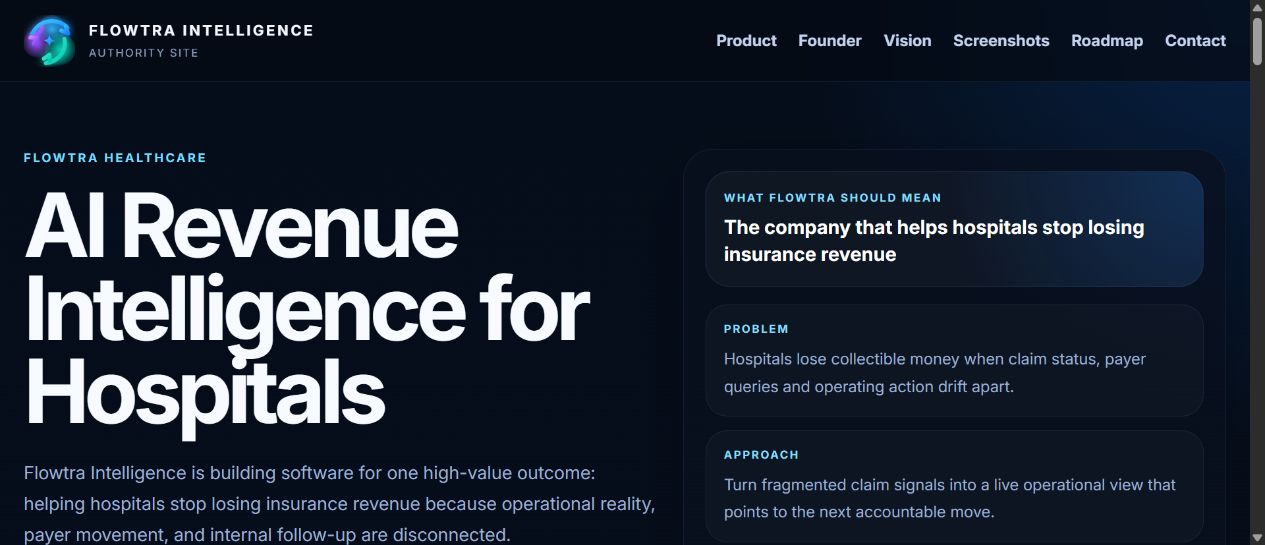 FLOWTRA INTELLIGENCE
AUTHORITY SITE
Product Founder Vision Screenshots Roadmap Contact
FLOWTRA HEALTHCARE
AI Revenue
Intelligence for
Hospitals
Flowtra Intelligence is building software for one high-value outcome:
helping hospitals stop losing insurance revenue because operational reality,
payer movement, and internal follow-up are disconnected.
WHAT FLOWTRA SHOULD MEAN
The company that helps hospitals stop losing
insurance revenue
PROBLEM
Hospitals lose collectible money when claim status, payer
queries and operating action drift apart.
APPROACH
Turn fragmented claim signals into a live operational view that
points to the next accountable move.